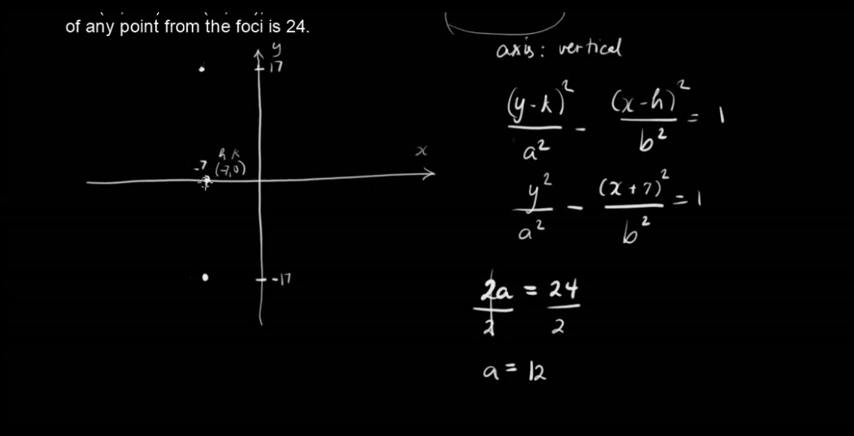 of any point from the foci is 24.
y
17
h k
-7 (-7,0)
x
-17
axis: vertical
(y-k)²/a² - (x-h)²/b² = 1
y²/a² - (x+7)²/b² = 1
2a/2 = 24/2
a = 12